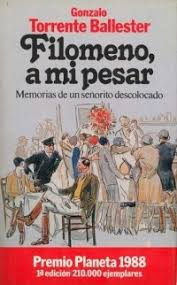 Gonzalo
Torrente Ballester
Filomeno,
a mi pesar
Memorias de un señorito descolocado
Premio Planeta 1988
1ª edición 210.000 ejemplares